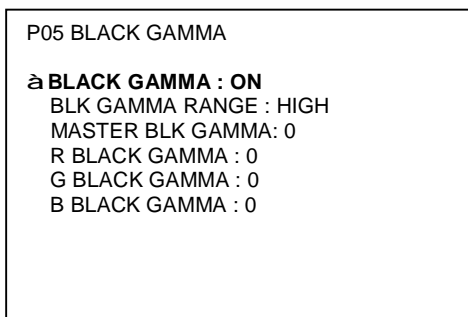 P05 BLACK GAMMA
à BLACK GAMMA : ON
BLK GAMMA RANGE : HIGH
MASTER BLK GAMMA: 0
R BLACK GAMMA : 0
G BLACK GAMMA : 0
B BLACK GAMMA : 0